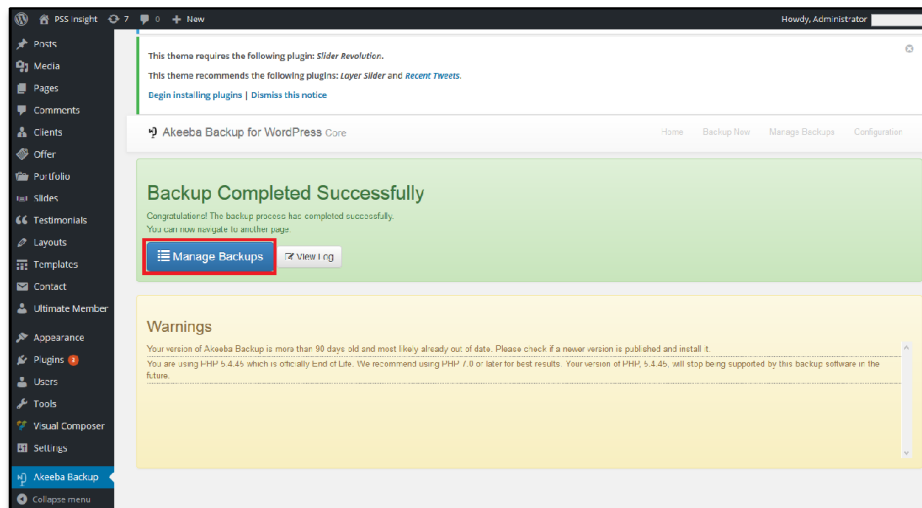 PSS Insight 7 0 New
Howdy, Administrator
Posts
Media
Pages
Comments
Clients
Offer
Portfolio
Slides
Testimonials
Layouts
Templates
Contact
Ultimate Member
Appearance
Plugins 3
Users
Tools
Visual Composer
Settings
Akeeba Backup
Collapse menu
This theme requires the following plugin: Slider Revolution.
This theme recommends the following plugins: Layer Slider and Recent Tweets.
Begin installing plugins | Dismiss this notice
Akeeba Backup for WordPress Core
Home Backup Now Manage Backups Configuration
Backup Completed Successfully
Congratulations! The backup process has completed successfully.
You can now navigate to another page.
Manage Backups View Log
Warnings
Your version of Akeeba Backup is more than 90 days old and most likely already out of date. Please check if a newer version is published and install it.
You are using PHP 5.4.45 which is officially End of Life. We recommend using PHP 7.0 or later for best results. Your version of PHP, 5.4.45, will stop being supported by this backup software in the
future.